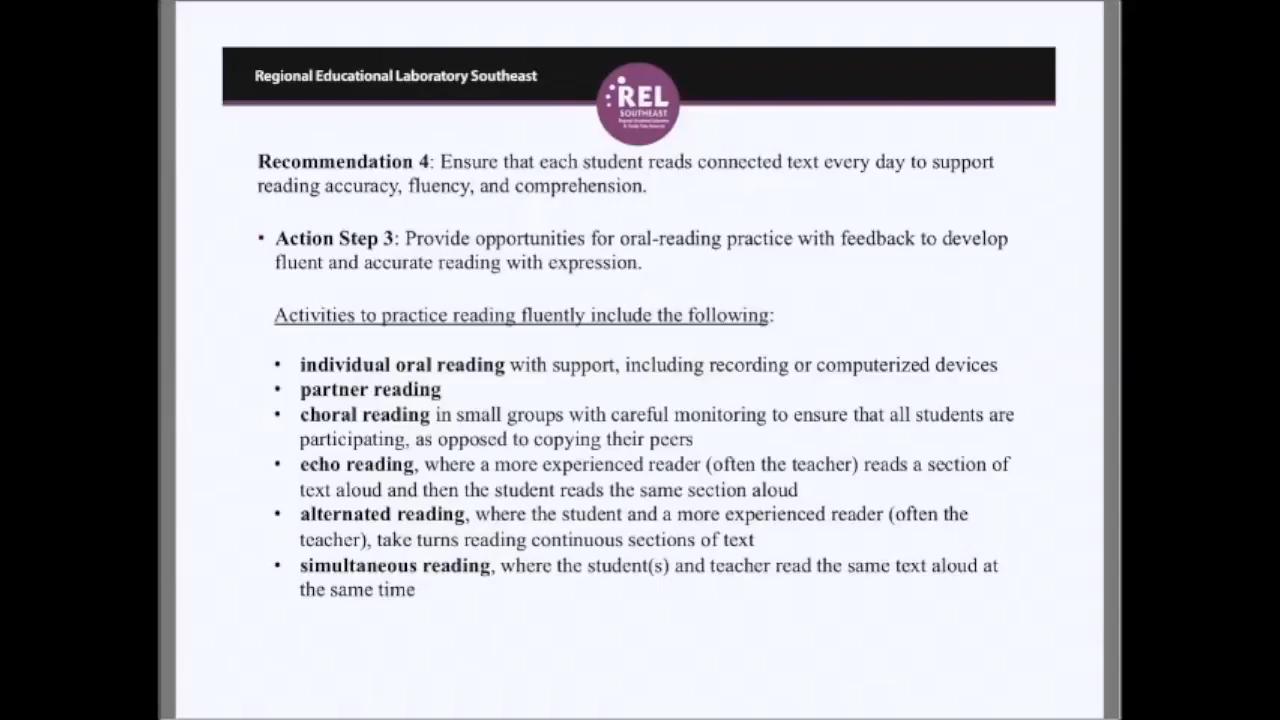 Regional Educational Laboratory Southeast
REL
SOUTHEAST
Recommendation 4: Ensure that each student reads connected text every day to support
reading accuracy, fluency, and comprehension.
▪ Action Step 3: Provide opportunities for oral-reading practice with feedback to develop
fluent and accurate reading with expression.
Activities to practice reading fluently include the following:
• individual oral reading with support, including recording or computerized devices
• partner reading
• choral reading in small groups with careful monitoring to ensure that all students are
participating, as opposed to copying their peers
• echo reading, where a more experienced reader (often the teacher) reads a section of
text aloud and then the student reads the same section aloud
• alternated reading, where the student and a more experienced reader (often the
teacher), take turns reading continuous sections of text
• simultaneous reading, where the student(s) and teacher read the same text aloud at
the same time